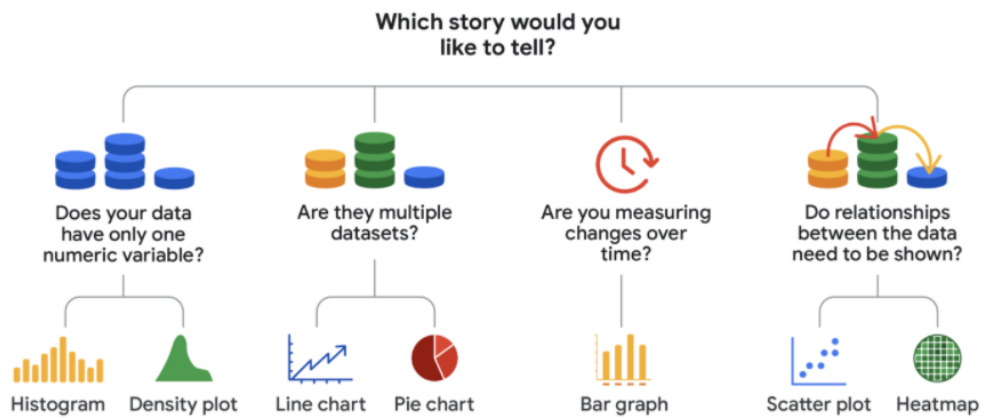 Which story would you
like to tell?
Does your data
have only one
numeric variable?
Are they multiple
datasets?
Are you measuring
changes over
time?
Do relationships
between the data
need to be shown?
Histogram
Density plot
Line chart
Pie chart
Bar graph
Scatter plot
Heatmap